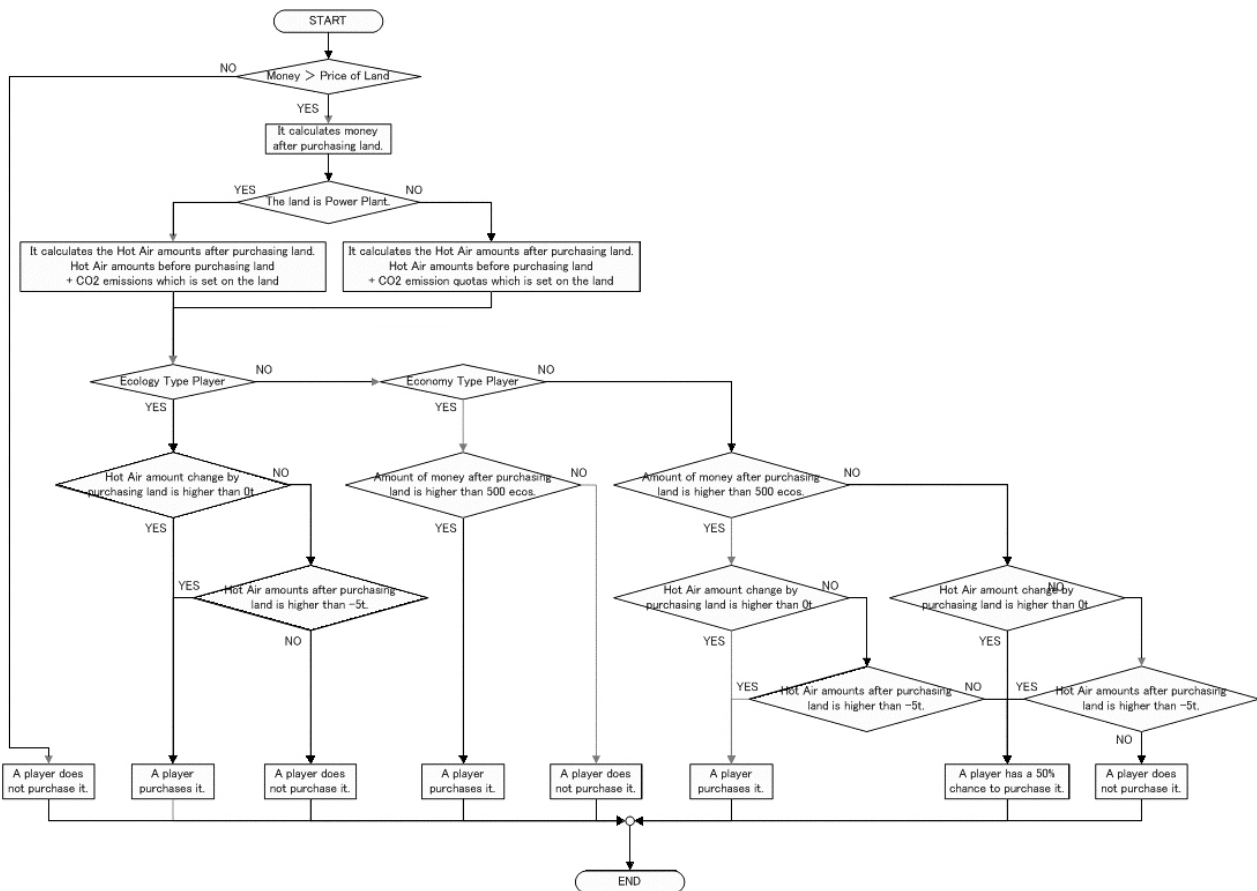 START
NO
Money > Price of Land
YES
It calculates money
after purchasing land.
YES
NO
The land is Power Plant.
It calculates the Hot Air amounts after purchasing land.
Hot Air amounts before purchasing land
+ CO2 emissions which is set on the land
It calculates the Hot Air amounts after purchasing land.
Hot Air amounts before purchasing land
+ CO2 emission quotas which is set on the land
Ecology Type Player
NO
Economy Type Player
NO
YES
YES
Hot Air amount change by
purchasing land is higher than 0t.
NO
Amount of money after purchasing
land is higher than 500 ecos.
NO
Amount of money after purchasing
land is higher than 500 ecos.
NO
YES
YES
YES
YES
Hot Air amounts after purchasing
land is higher than -5t.
NO
Hot Air amount change by
purchasing land is higher than 0t.
NO
Hot Air amount change by
purchasing land is higher than 0t.
NO
YES
YES
YES
Hot Air amounts after purchasing
land is higher than -5t.
NO
YES
Hot Air amounts after purchasing
land is higher than -5t.
NO
A player does
not purchase it.
A player
purchases it.
A player does
not purchase it.
A player
purchases it.
A player does
not purchase it.
A player
purchases it.
A player has a 50%
chance to purchase it.
A player does
not purchase it.
END